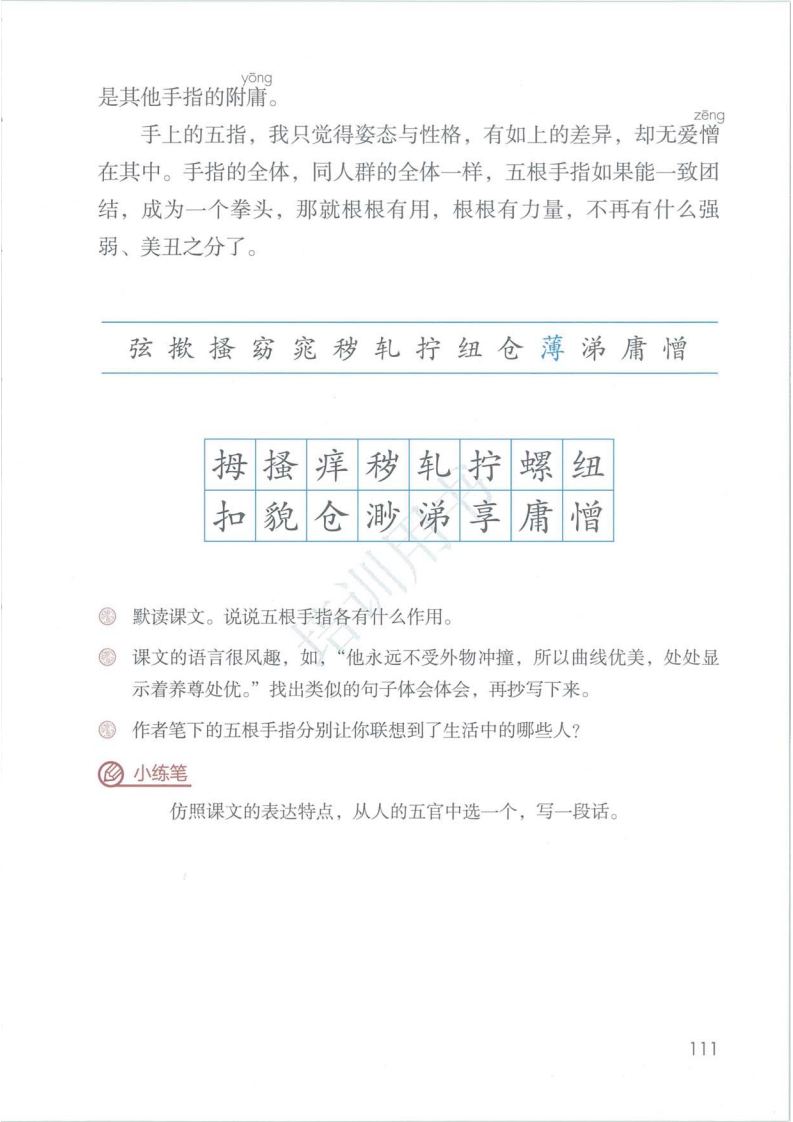 yōng
是其他手指的附庸。
zēng
手上的五指，我只觉得姿态与性格，有如上的差异，却无爱憎
在其中。手指的全体，同人群的全体一样，五根手指如果能一致团
结，成为一个拳头，那就根根有用，根根有力量，不再有什么强
弱、美丑之分了。
弦 揿 搔 窈 窕 秽 轧 拧 纽 仓 薄 涕 庸 憎
拇 搔 痒 秽 轧 拧 螺 纽
扣 貌 仓 渺 涕 享 庸 憎
培训用书
默读课文。说说五根手指各有什么作用。
课文的语言很风趣，如，“他永远不受外物冲撞，所以曲线优美，处处显
示着养尊处优。”找出类似的句子体会体会，再抄写下来。
作者笔下的五根手指分别让你联想到了生活中的哪些人？
小练笔
仿照课文的表达特点，从人的五官中选一个，写一段话。
111